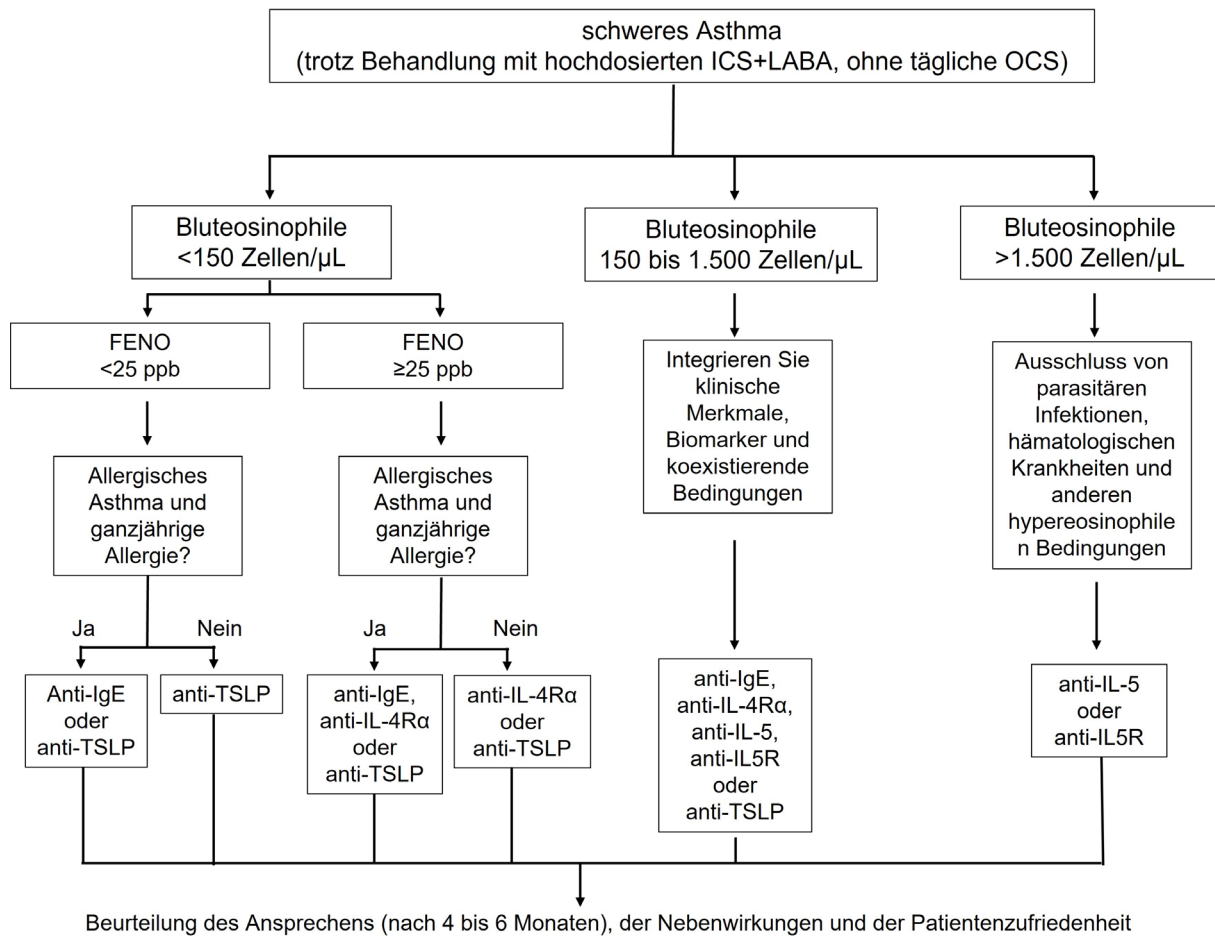 schweres Asthma
(trotz Behandlung mit hochdosierten ICS+LABA, ohne tägliche OCS)
Bluteosinophile
<150 Zellen/µL
Bluteosinophile
150 bis 1.500 Zellen/µL
Bluteosinophile
>1.500 Zellen/µL
FENO
<25 ppb
FENO
≥25 ppb
Integrieren Sie
klinische
Merkmale,
Biomarker und
koexistierende
Bedingungen
Ausschluss von
parasitären
Infektionen,
hämatologischen
Krankheiten und
anderen
hypereosinophile
n Bedingungen
Allergisches
Asthma und
ganzjährige
Allergie?
Allergisches
Asthma und
ganzjährige
Allergie?
Ja
Nein
Ja
Nein
Anti-IgE
oder
anti-TSLP
anti-TSLP
anti-IgE,
anti-IL-4Rα
oder
anti-TSLP
anti-IL-4Rα
oder
anti-TSLP
anti-IgE,
anti-IL-4Rα,
anti-IL-5,
anti-IL5R
oder
anti-TSLP
anti-IL-5
oder
anti-IL5R
Beurteilung des Ansprechens (nach 4 bis 6 Monaten), der Nebenwirkungen und der Patientenzufriedenheit